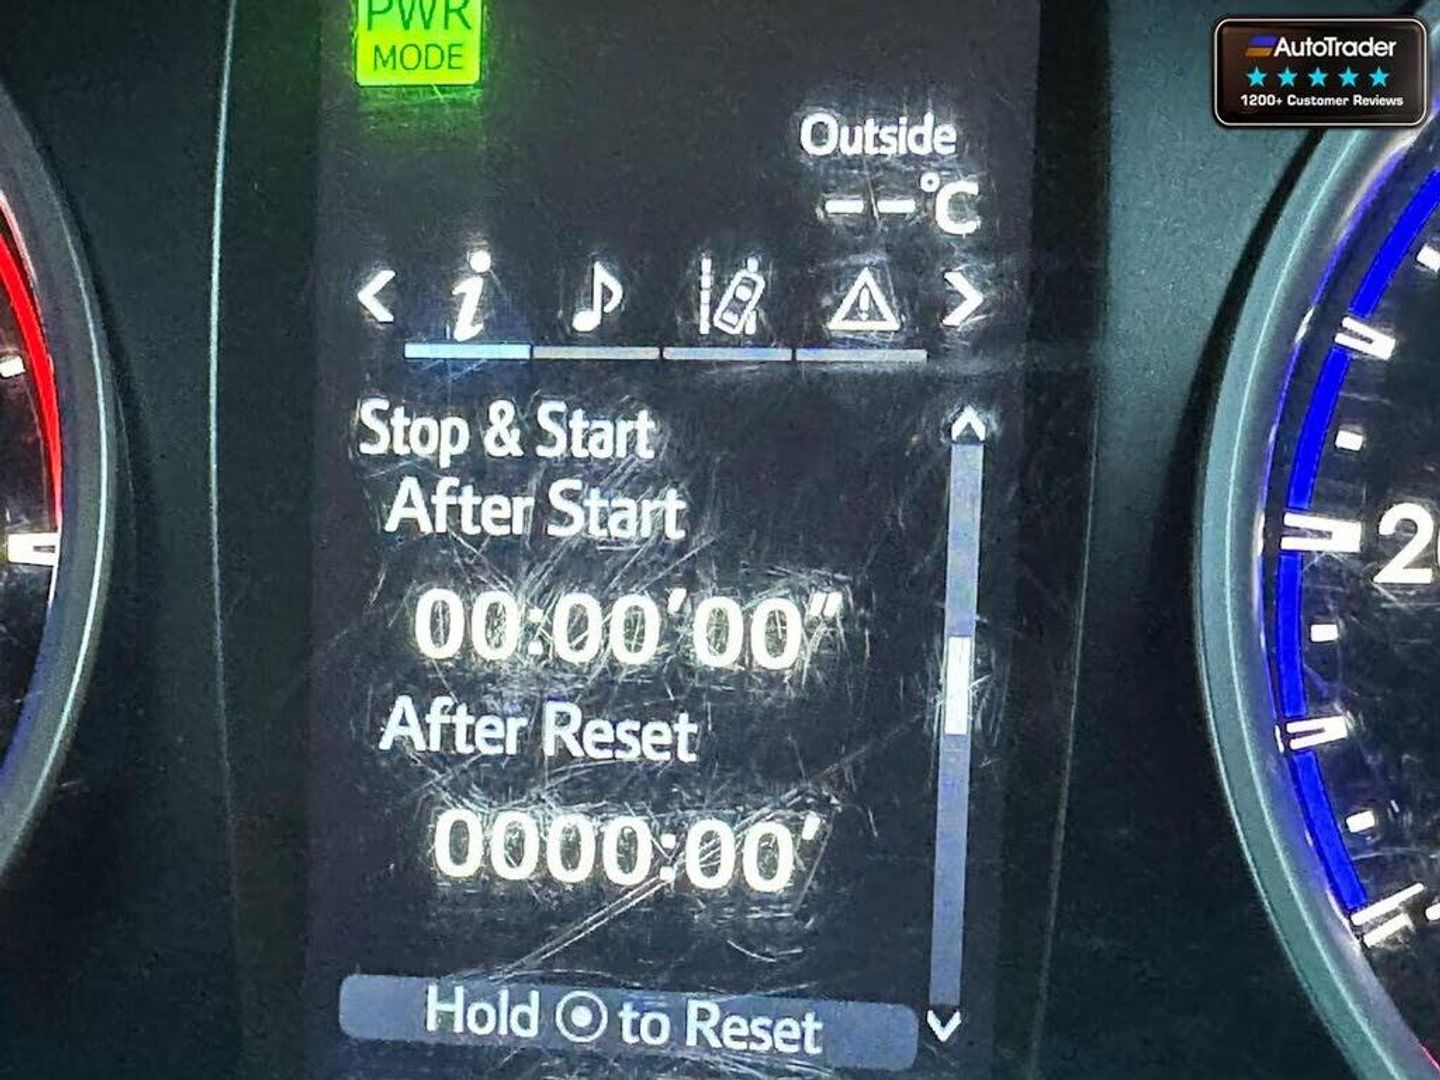 PWR
MODE
AutoTrader
1200+ Customer Reviews
Outside
--°C
Stop & Start
After Start
00:00'00"
After Reset
0000:00'
Hold to Reset